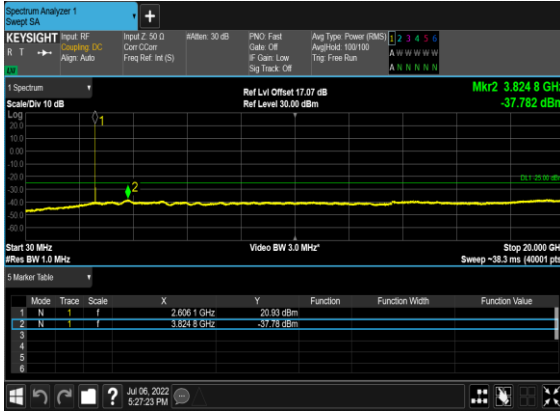 Spectrum Analyzer 1
Swept SA
+
KEYSIGHT
R T
Input: RF
Coupling: DC
Align: Auto
Input Z: 50 Ω
Corr CCorr
Freq Ref: Int (S)
#Atten: 30 dB
PNO: Fast
Gate: Off
IF Gain: Low
Sig Track: Off
Avg Type: Power (RMS)
Avg|Hold: 100/100
Trig: Free Run
1 2 3 4 5 6
A W W W W W
A N N N N N
1 Spectrum
Scale/Div 10 dB
Ref Lvl Offset 17.07 dB
Ref Level 30.00 dBm
Mkr2 3.824 8 GHz
-37.782 dBm
Log
20.0
10.0
0.00
-10.0
-20.0
-30.0
-40.0
-50.0
-60.0
1
2
DL1 -25.00 dBm
Start 30 MHz
#Res BW 1.0 MHz
Video BW 3.0 MHz*
Stop 20.000 GH
Sweep ~38.3 ms (40001 pts
5 Marker Table
Mode Trace Scale X Y Function Function Width Function Value
1 N 1 f 2.606 1 GHz 20.93 dBm
2 N 1 f 3.824 8 GHz -37.78 dBm
3
4
5
6
?
Jul 06, 2022
5:27:23 PM